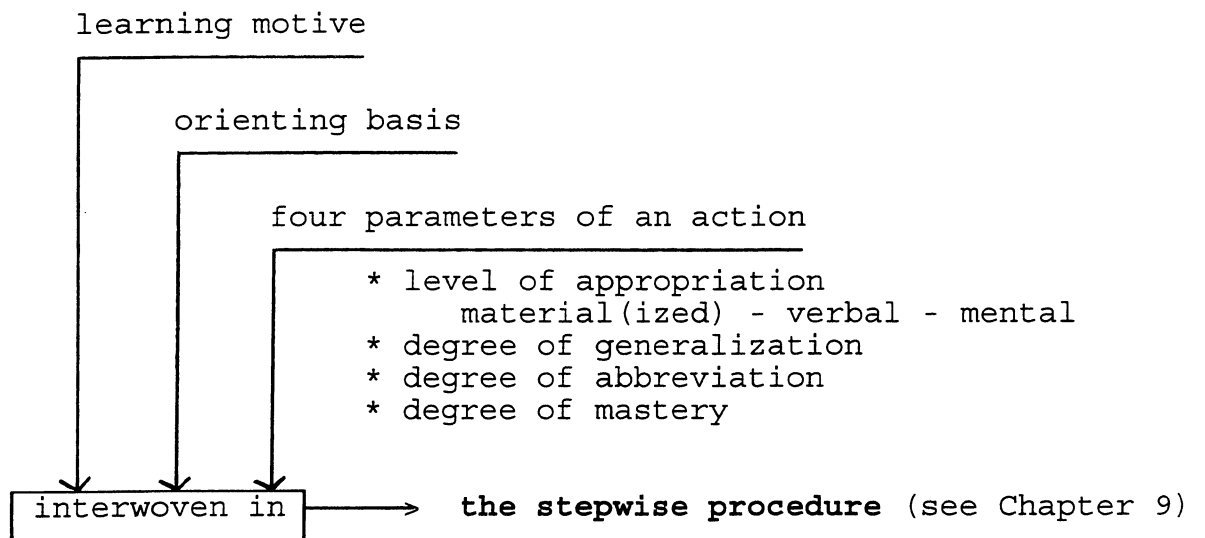 learning motive
orienting basis
four parameters of an action
* level of appropriation
material(ized) - verbal - mental
* degree of generalization
* degree of abbreviation
* degree of mastery
interwoven in
the stepwise procedure (see Chapter 9)